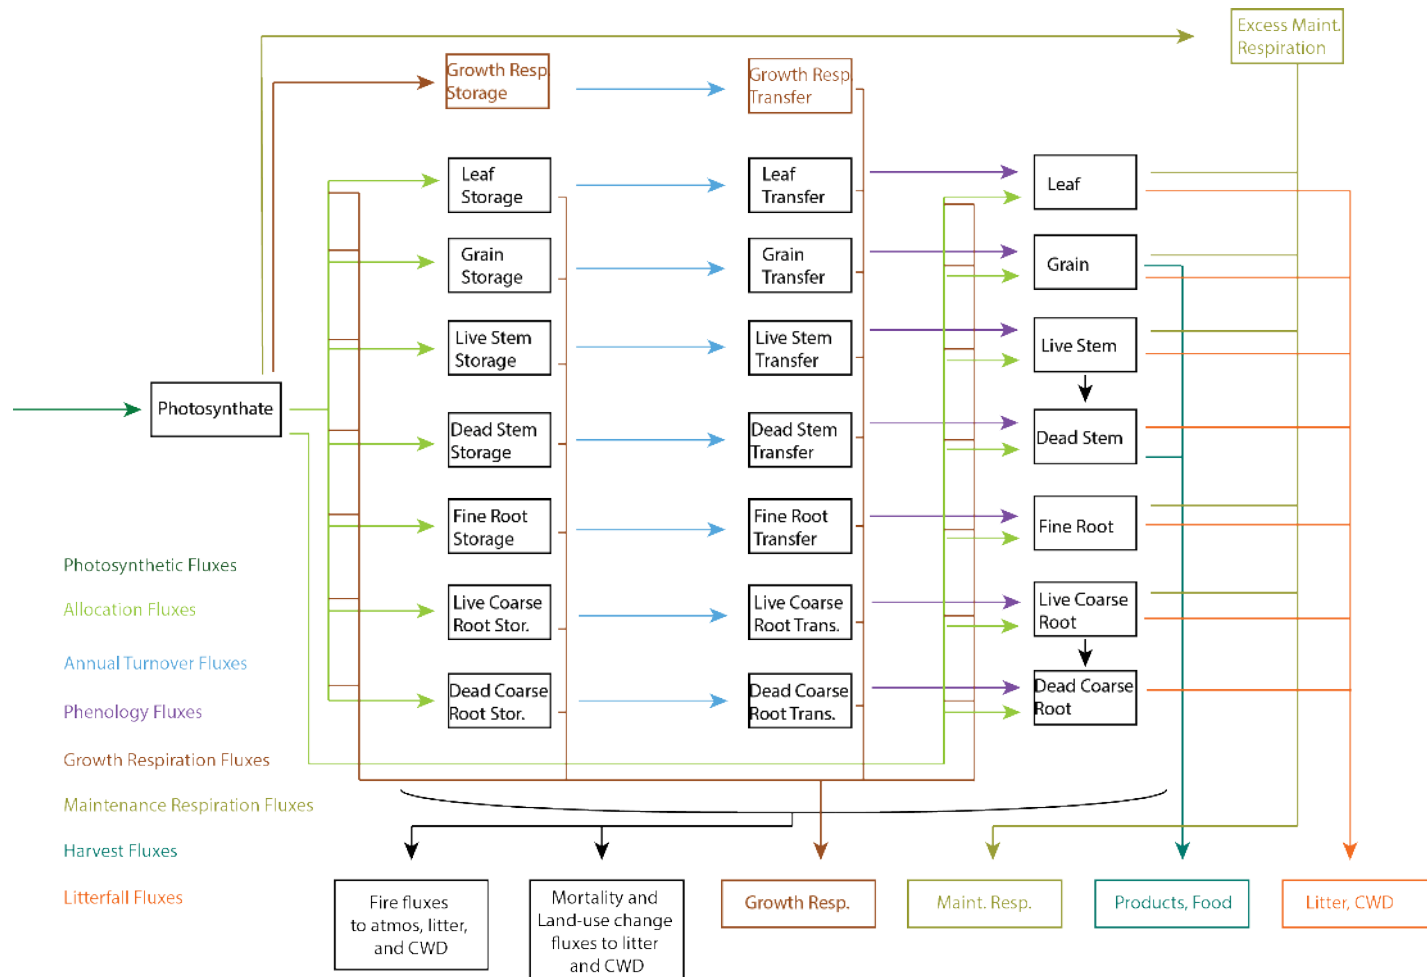 Excess Maint.
Respiration
Growth Resp.
Storage
Growth Resp.
Transfer
Leaf
Storage
Leaf
Transfer
Leaf
Grain
Storage
Grain
Transfer
Grain
Live Stem
Storage
Live Stem
Transfer
Live Stem
Photosynthate
Dead Stem
Storage
Dead Stem
Transfer
Dead Stem
Fine Root
Storage
Fine Root
Transfer
Fine Root
Live Coarse
Root Stor.
Live Coarse
Root Trans.
Live Coarse
Root
Dead Coarse
Root Stor.
Dead Coarse
Root Trans.
Dead Coarse
Root
Photosynthetic Fluxes
Allocation Fluxes
Annual Turnover Fluxes
Phenology Fluxes
Growth Respiration Fluxes
Maintenance Respiration Fluxes
Harvest Fluxes
Litterfall Fluxes
Fire fluxes
to atmos, litter,
and CWD
Mortality and
Land-use change
fluxes to litter
and CWD
Growth Resp.
Maint. Resp.
Products, Food
Litter, CWD